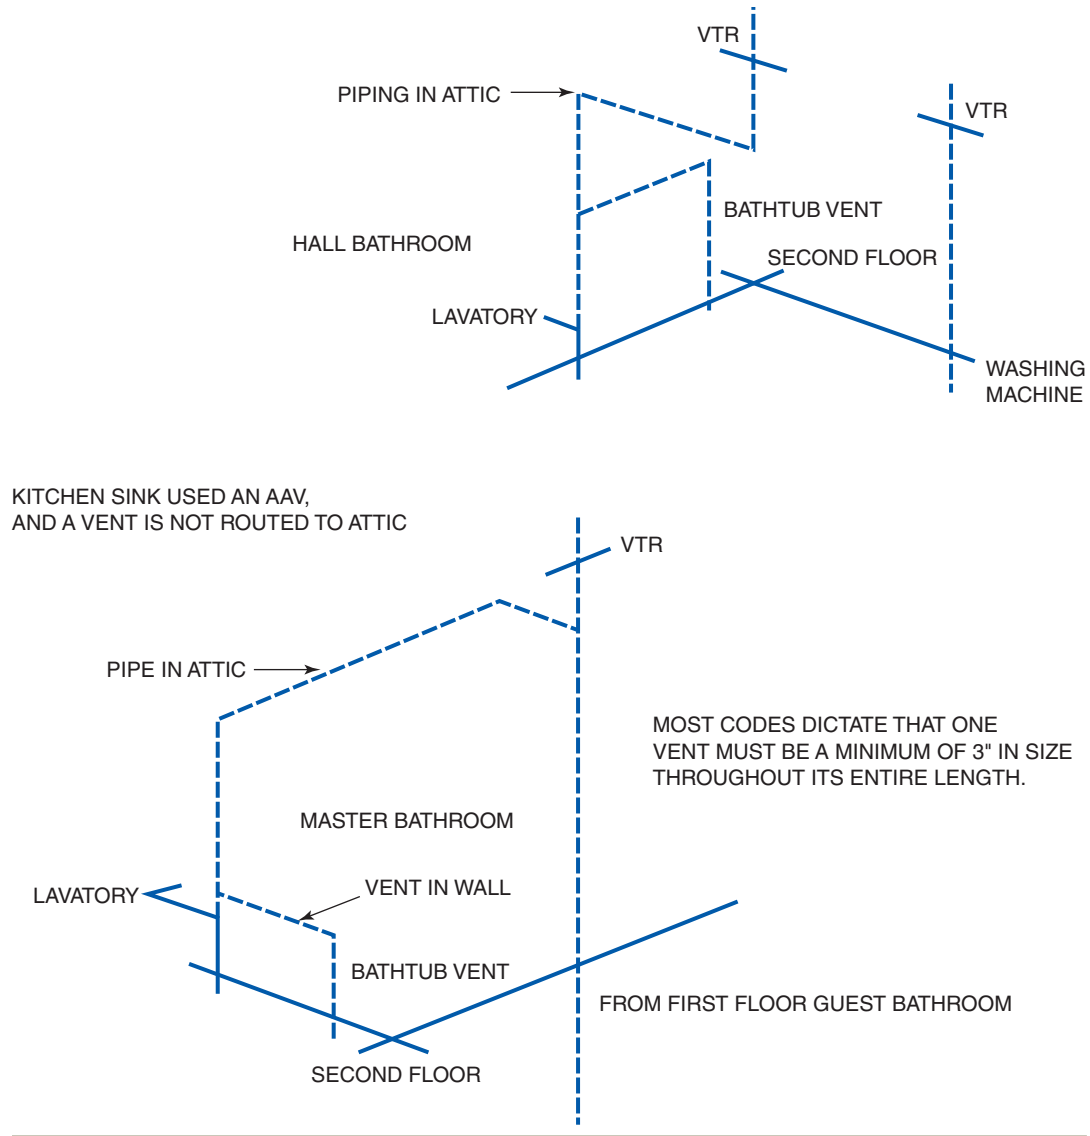 VTR
PIPING IN ATTIC
VTR
BATHTUB VENT
HALL BATHROOM
SECOND FLOOR
LAVATORY
WASHING
MACHINE
KITCHEN SINK USED AN AAV,
AND A VENT IS NOT ROUTED TO ATTIC
VTR
PIPE IN ATTIC
MOST CODES DICTATE THAT ONE
VENT MUST BE A MINIMUM OF 3" IN SIZE
THROUGHOUT ITS ENTIRE LENGTH.
MASTER BATHROOM
VENT IN WALL
LAVATORY
BATHTUB VENT
FROM FIRST FLOOR GUEST BATHROOM
SECOND FLOOR